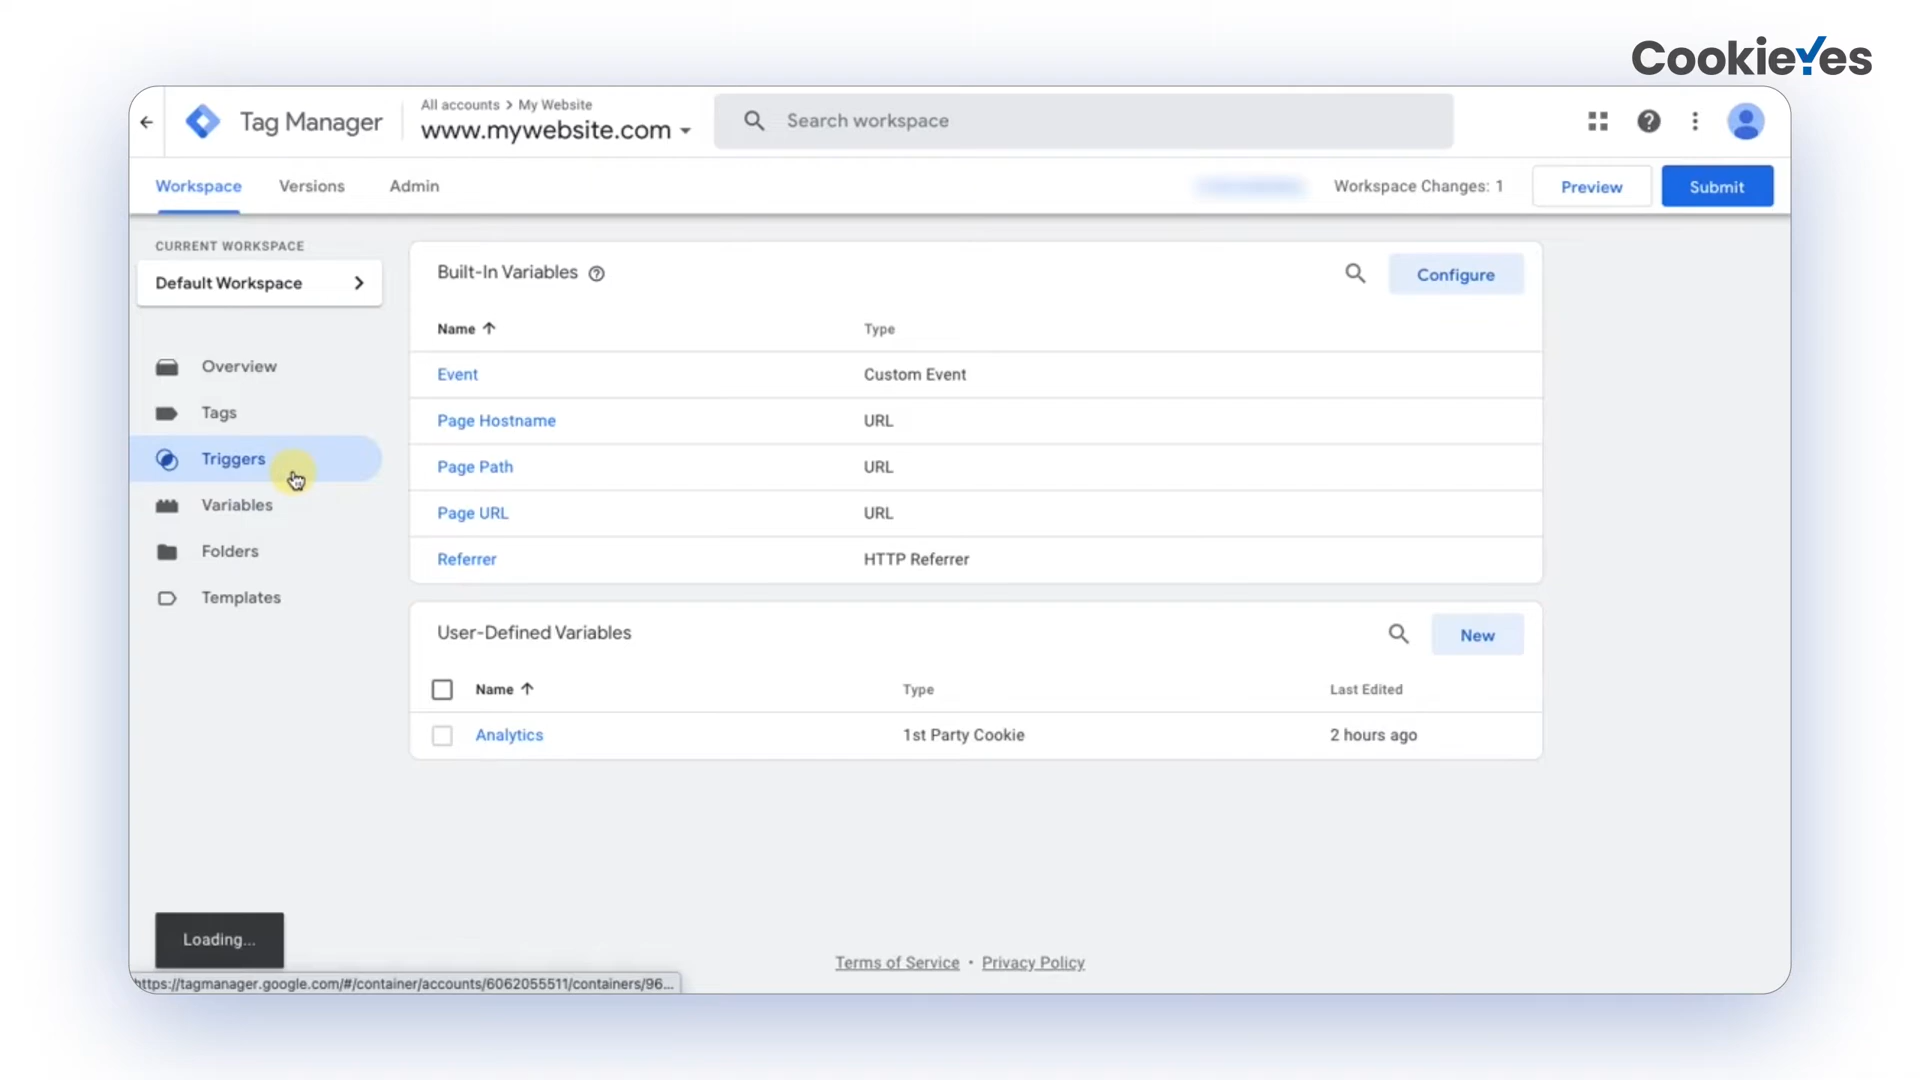 CookieYes
Tag Manager
All accounts > My Website
www.mywebsite.com
Search workspace
Workspace
Versions
Admin
Workspace Changes: 1
Preview
Submit
CURRENT WORKSPACE
Default Workspace
Overview
Tags
Triggers
Variables
Folders
Templates
Built-In Variables
Configure
Name Type
Event Custom Event
Page Hostname URL
Page Path URL
Page URL URL
Referrer HTTP Referrer
User-Defined Variables
New
Name Type Last Edited
Analytics 1st Party Cookie 2 hours ago
Loading...
Terms of Service • Privacy Policy
https://tagmanager.google.com/#/container/accounts/6062055511/containers/96...